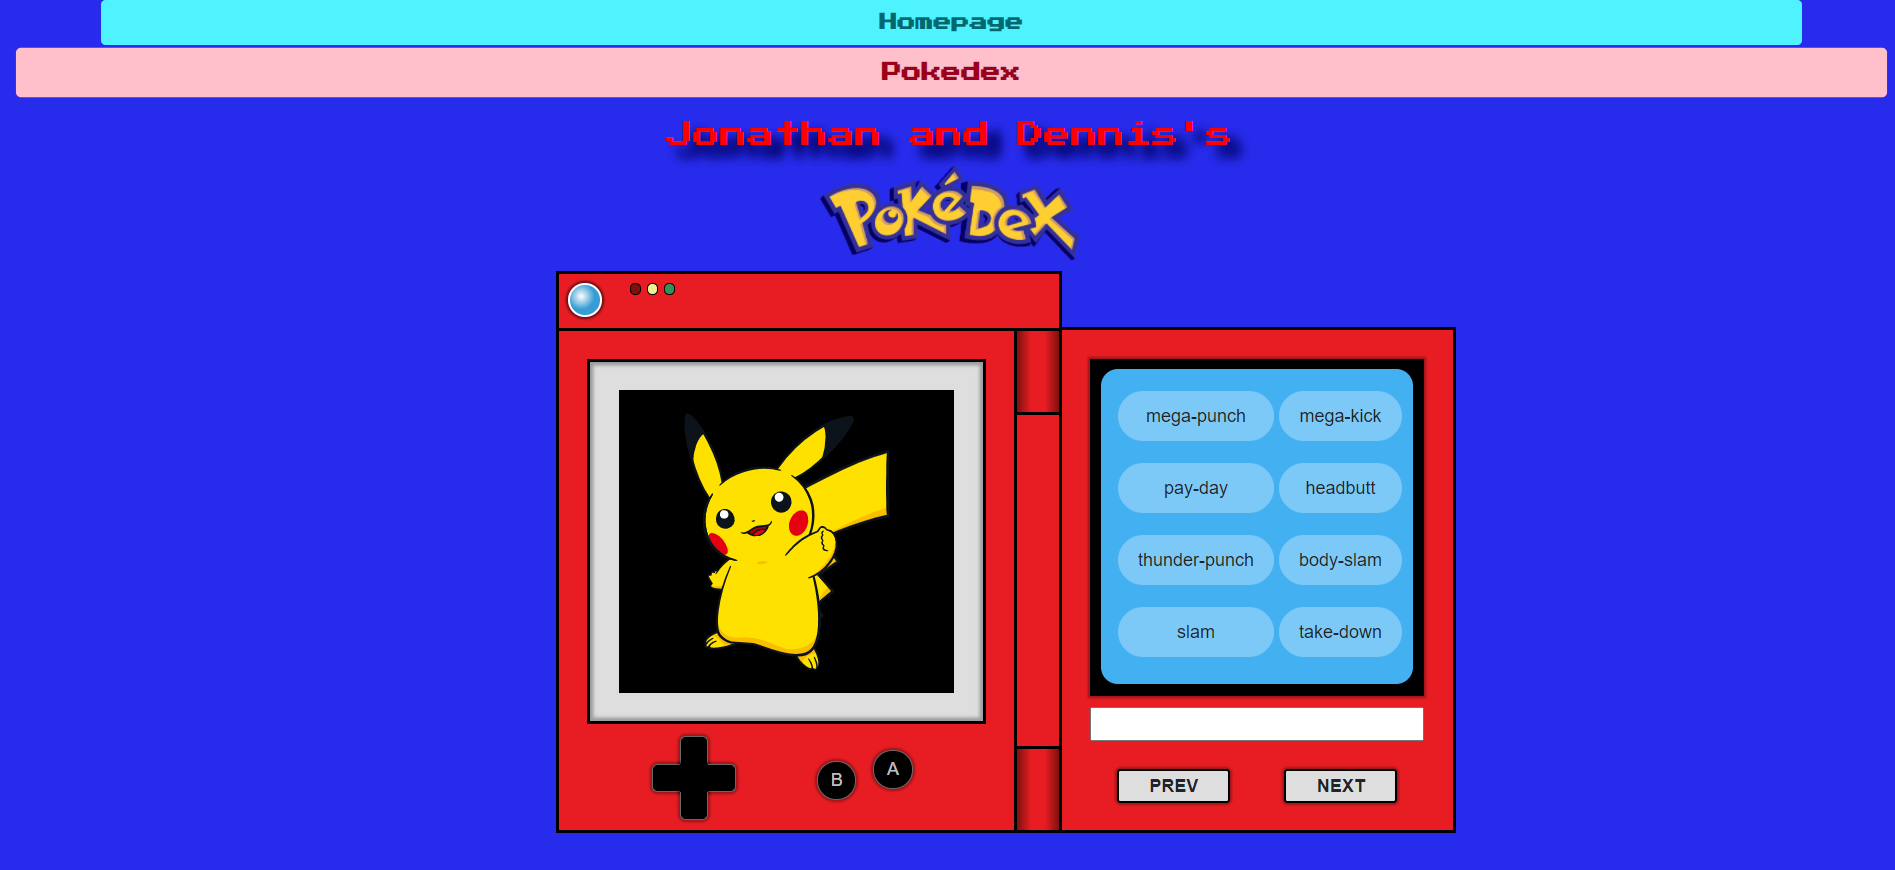 Homepage
Pokedex
Jonathan and Dennis's
POKéDEX
mega-punch mega-kick
pay-day headbutt
thunder-punch body-slam
slam take-down
B A
PREV NEXT